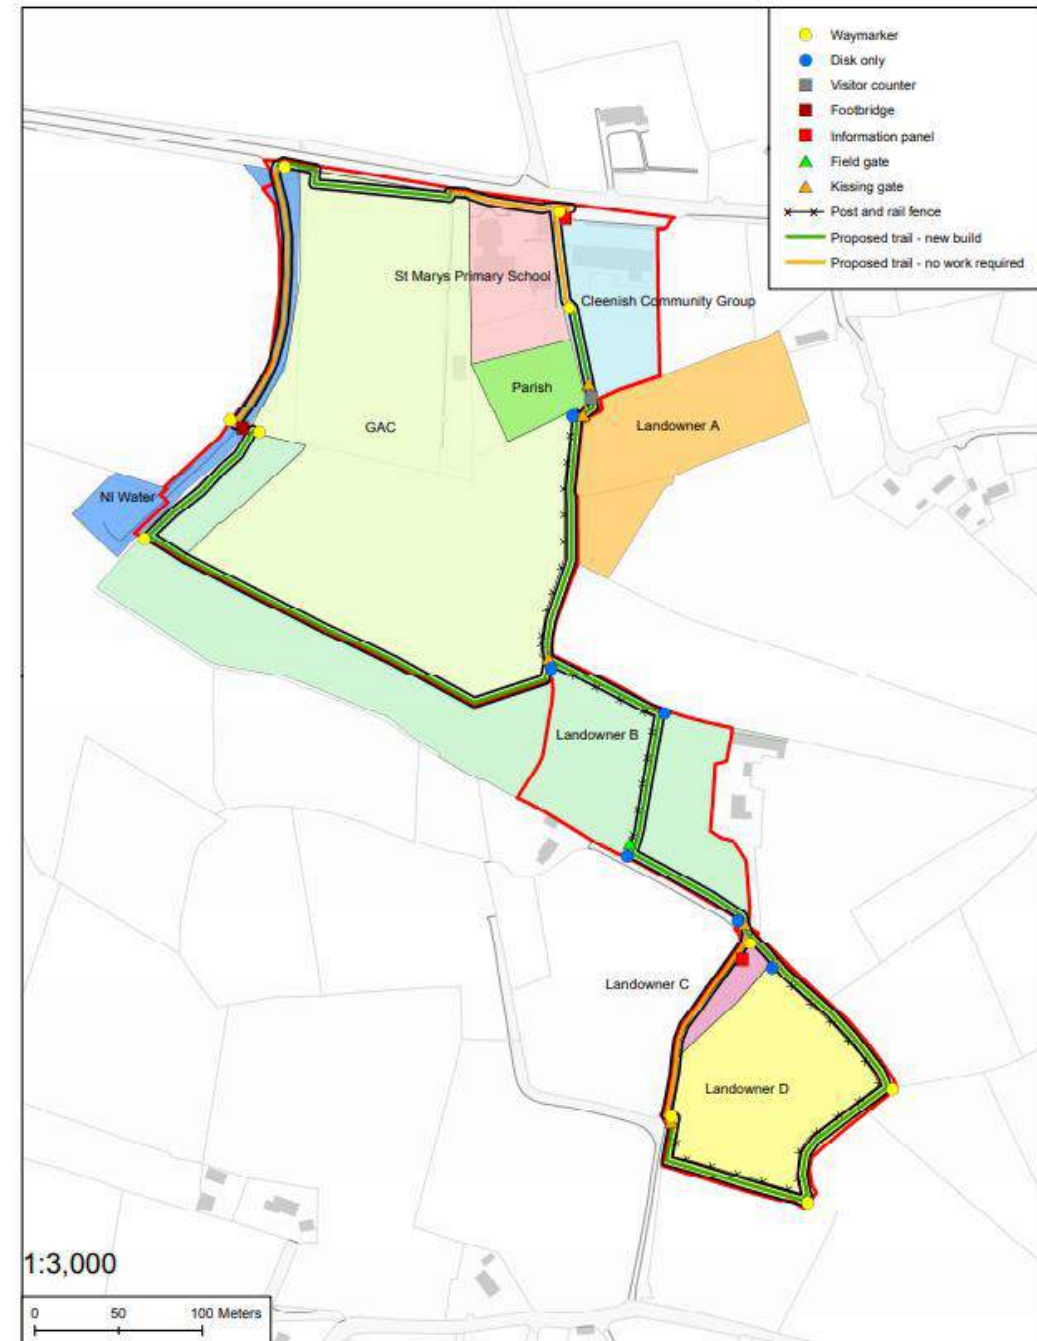 Waymarker
Disk only
Visitor counter
Footbridge
Information panel
Field gate
Kissing gate
Post and rail fence
Proposed trail - new build
Proposed trail - no work required
St Marys Primary School
Cleenish Community Group
Parish
GAC
Landowner A
NI Water
Landowner B
Landowner C
Landowner D
1:3,000
0 50 100 Meters